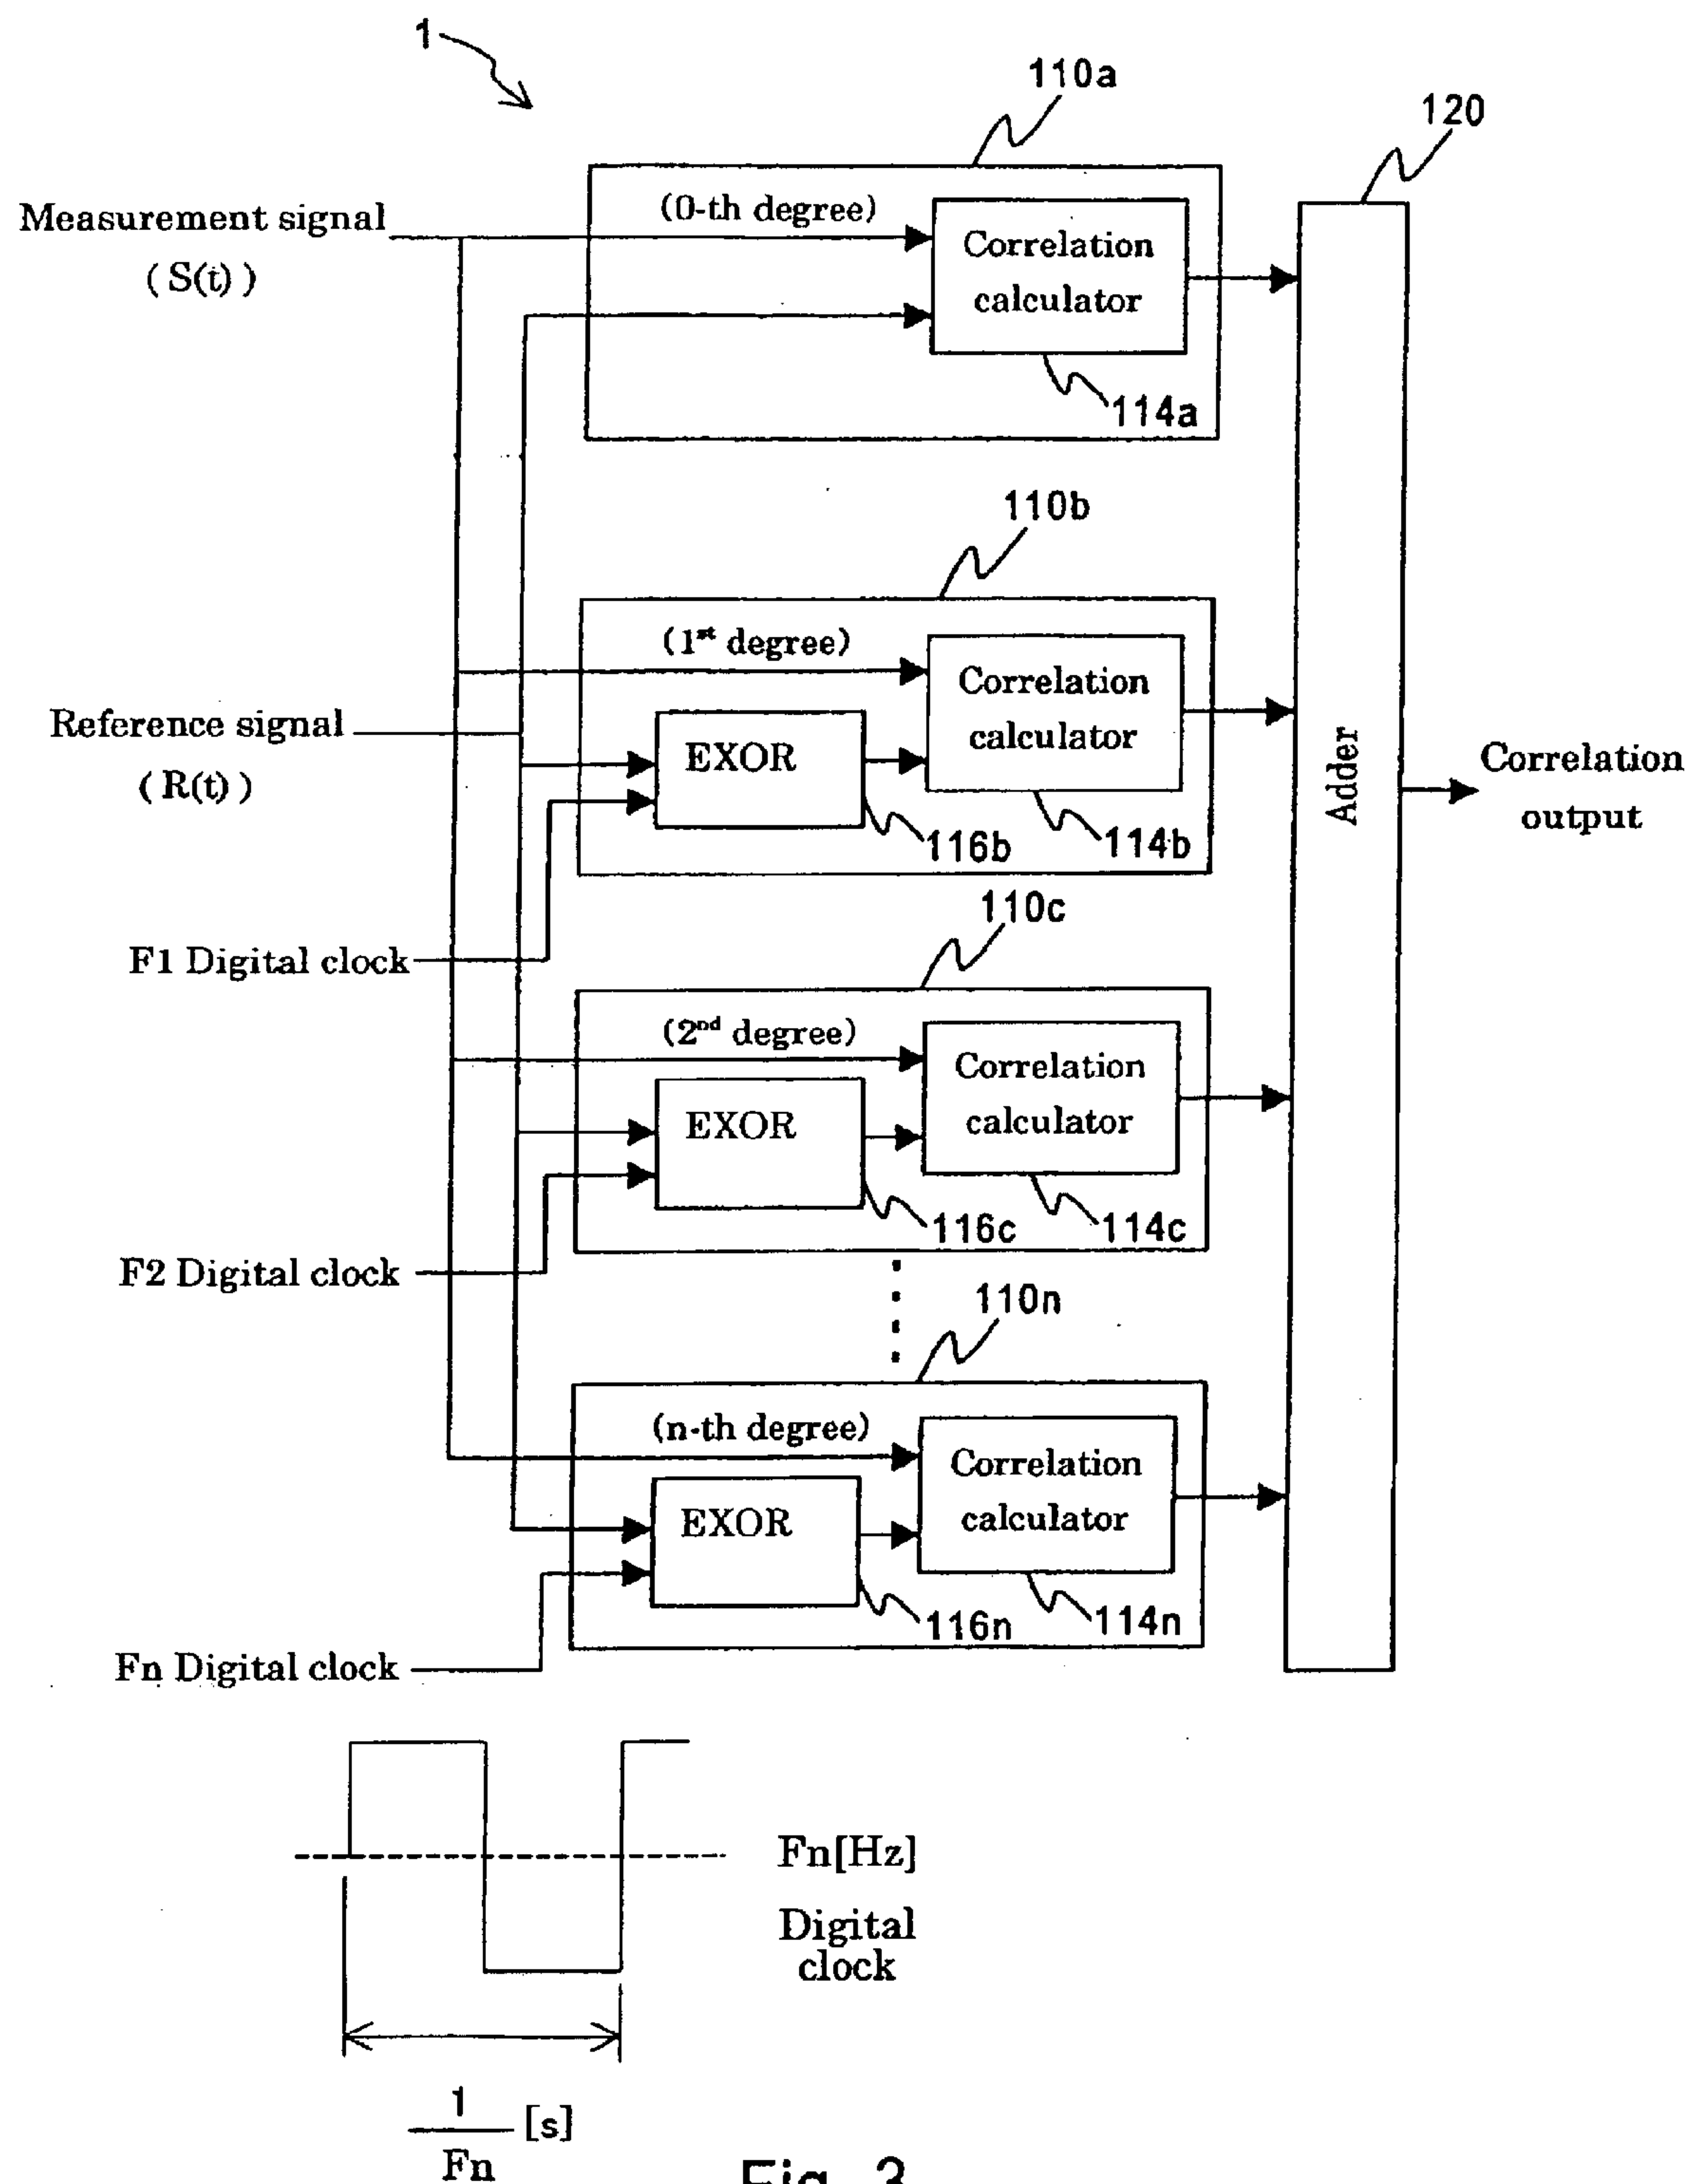 1
110a
120
Measurement signal
( S(t) )
(0-th degree)
Correlation
calculator
114a
110b
(1st degree)
Correlation
calculator
Reference signal
( R(t) )
EXOR
116b
114b
Adder
Correlation
output
F1 Digital clock
110c
(2nd degree)
Correlation
calculator
EXOR
116c
114c
F2 Digital clock
110n
(n-th degree)
Correlation
calculator
EXOR
116n
114n
Fn Digital clock
Fn[Hz]
Digital
clock
1
[s]
Fn
Fig. 3